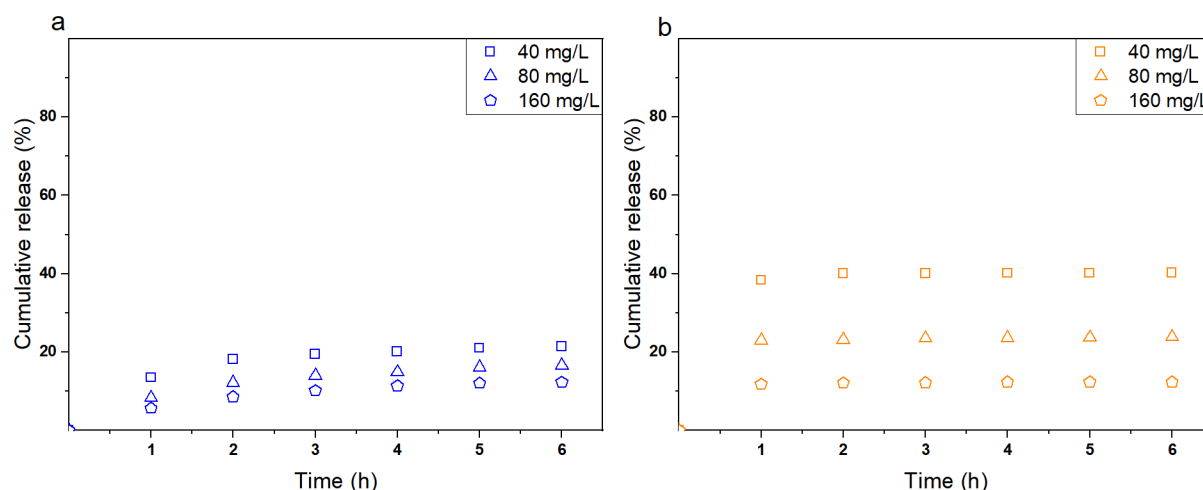 a
40 mg/L
80 mg/L
160 mg/L
80
60
40
20
1 2 3 4 5 6
Cumulative release (%)
Time (h)
b
40 mg/L
80 mg/L
160 mg/L
80
60
40
20
1 2 3 4 5 6
Cumulative release (%)
Time (h)